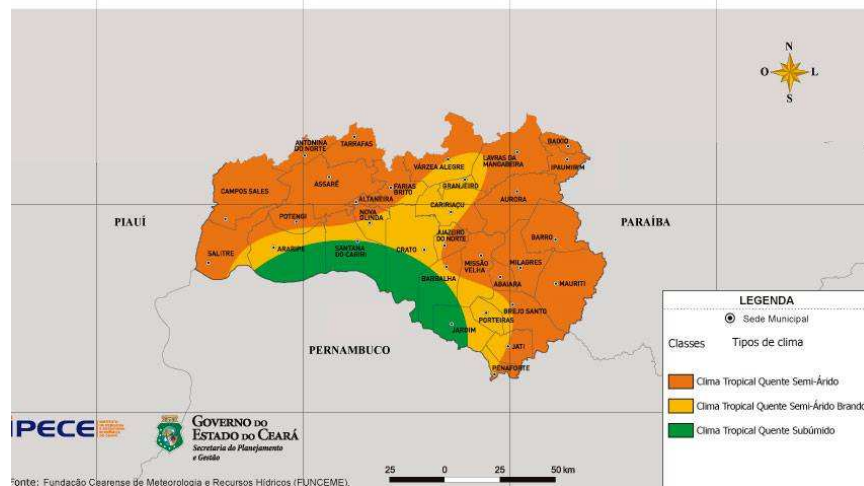 N
O
L
S
ANTONINA
DO NORTE
TARRAFAS
VÁRZEA ALEGRE
LAVRAS DA
MANGABEIRA
BAIXIO
IPAUMIRIM
CAMPOS SALES
ASSARÉ
FARIAS
BRITO
GRANJEIRO
AURORA
ALTANEIRA
CARIRIAÇU
PIAUÍ
POTENGI
NOVA
OLINDA
PARAÍBA
JUAZEIRO
DO NORTE
BARRO
SALITRE
ARARIPE
SANTANA
DO CARIRI
CRATO
MISSÃO
VELHA
MILAGRES
BARBALHA
ABAIARA
MAURITI
BREJO SANTO
PORTEIRAS
JARDIM
JATI
PERNAMBUCO
PENAFORTE
LEGENDA
Sede Municipal
Classes Tipos de clima
Clima Tropical Quente Semi-Árido
Clima Tropical Quente Semi-Árido Brando
Clima Tropical Quente Subúmido
IPECE
GOVERNO DO
ESTADO DO CEARÁ
Secretaria do Planejamento
e Gestão
25 0 25 50 km
Fonte: Fundação Cearense de Meteorologia e Recursos Hídricos (FUNCEME).